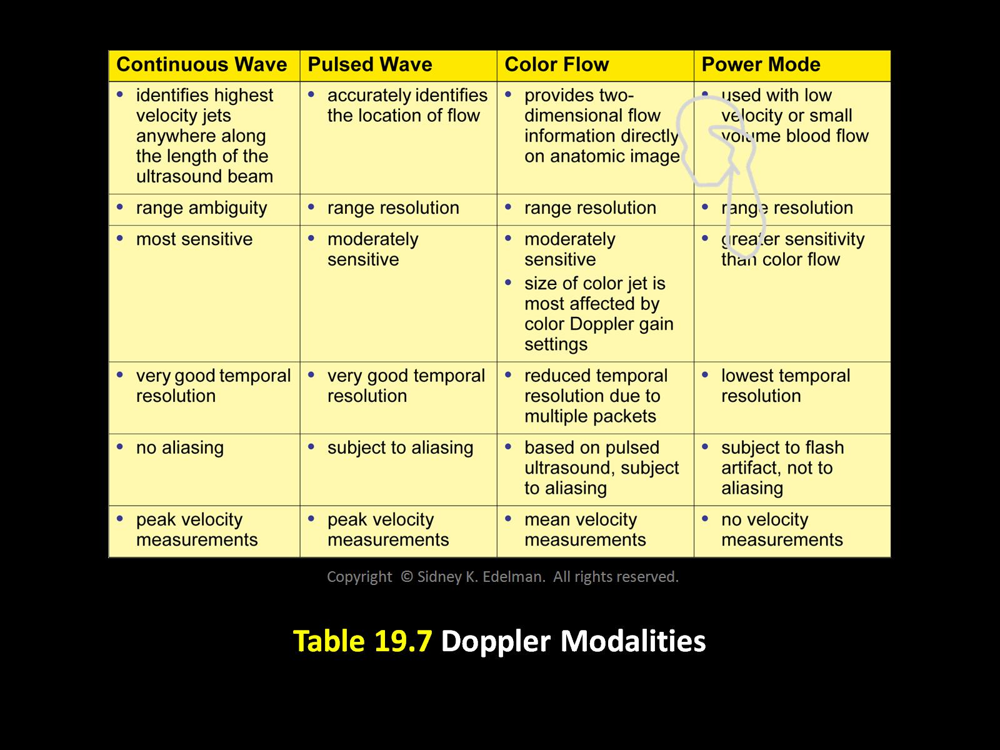 Continuous Wave
Pulsed Wave
Color Flow
Power Mode
• identifies highest
velocity jets
anywhere along
the length of the
ultrasound beam
• accurately identifies
the location of flow
• provides two-
dimensional flow
information directly
on anatomic image
• used with low
velocity or small
volume blood flow
• range ambiguity
• range resolution
• range resolution
• range resolution
• most sensitive
• moderately
sensitive
• moderately
sensitive
• size of color jet is
most affected by
color Doppler gain
settings
• greater sensitivity
than color flow
• very good temporal
resolution
• very good temporal
resolution
• reduced temporal
resolution due to
multiple packets
• lowest temporal
resolution
• no aliasing
• subject to aliasing
• based on pulsed
ultrasound, subject
to aliasing
• subject to flash
artifact, not to
aliasing
• peak velocity
measurements
• peak velocity
measurements
• mean velocity
measurements
• no velocity
measurements
Copyright © Sidney K. Edelman. All rights reserved.
Table 19.7 Doppler Modalities